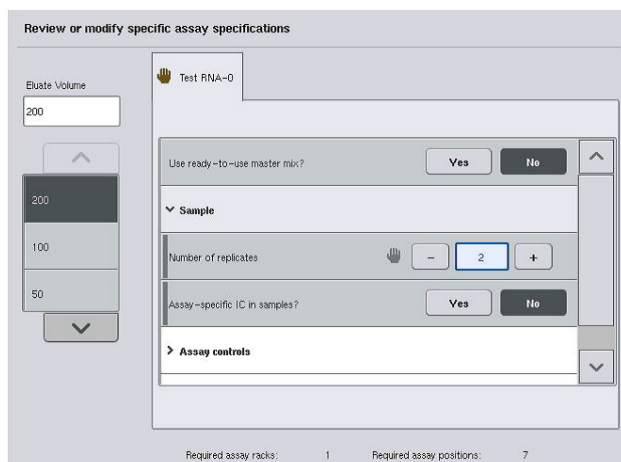 Review or modify specific assay specifications
Eluate Volume
200
200
100
50
Test RNA-0
Use ready-to-use master mix? Yes No
Sample
Number of replicates - 2 +
Assay-specific IC in samples? Yes No
Assay controls
Required assay racks: 1 Required assay positions: 7